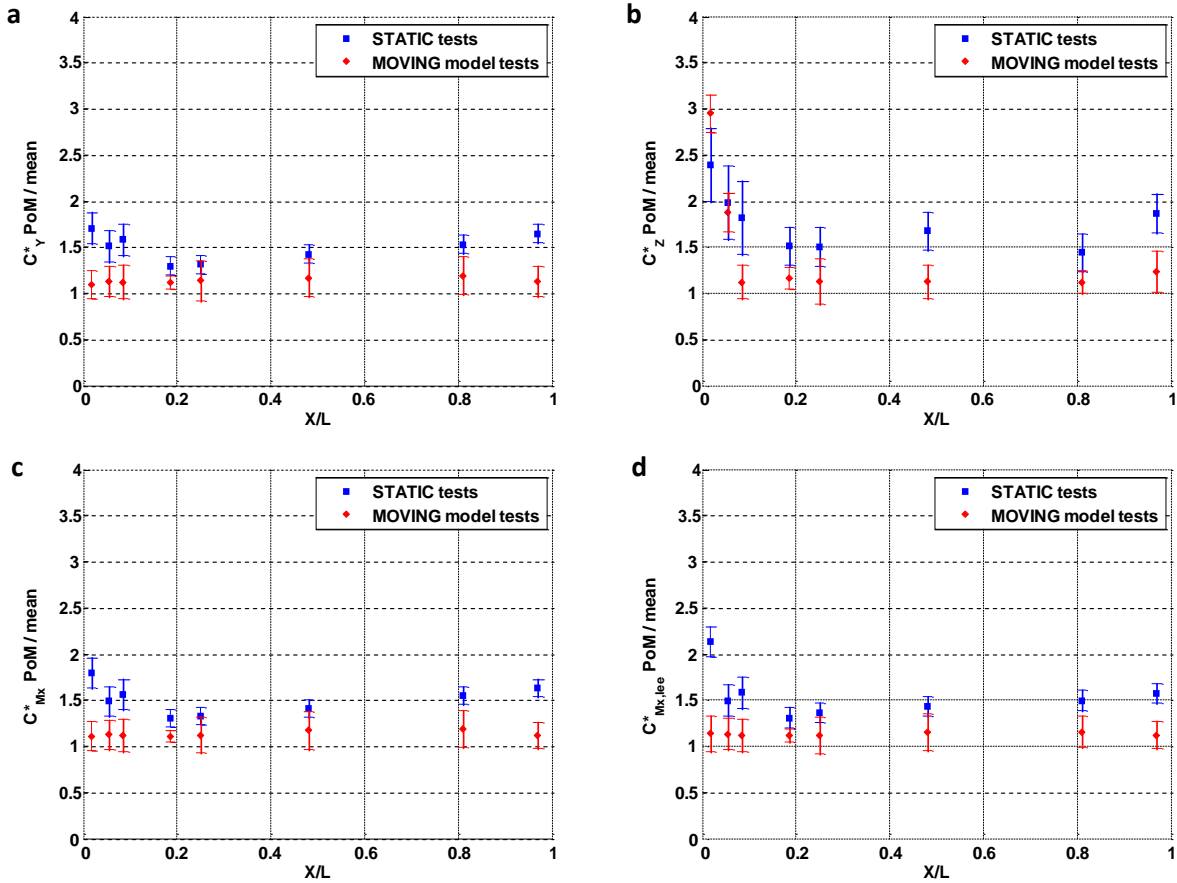 a
4
3.5
3
2.5
2
1.5
1
0.5
0
C*Y PoM / mean
STATIC tests
MOVING model tests
0 0.2 0.4 0.6 0.8 1
X/L
b
4
3.5
3
2.5
2
1.5
1
0.5
0
C*Z PoM / mean
STATIC tests
MOVING model tests
0 0.2 0.4 0.6 0.8 1
X/L
c
4
3.5
3
2.5
2
1.5
1
0.5
0
C*Mx PoM / mean
STATIC tests
MOVING model tests
0 0.2 0.4 0.6 0.8 1
X/L
d
4
3.5
3
2.5
2
1.5
1
0.5
0
C*Mx,lee PoM / mean
STATIC tests
MOVING model tests
0 0.2 0.4 0.6 0.8 1
X/L